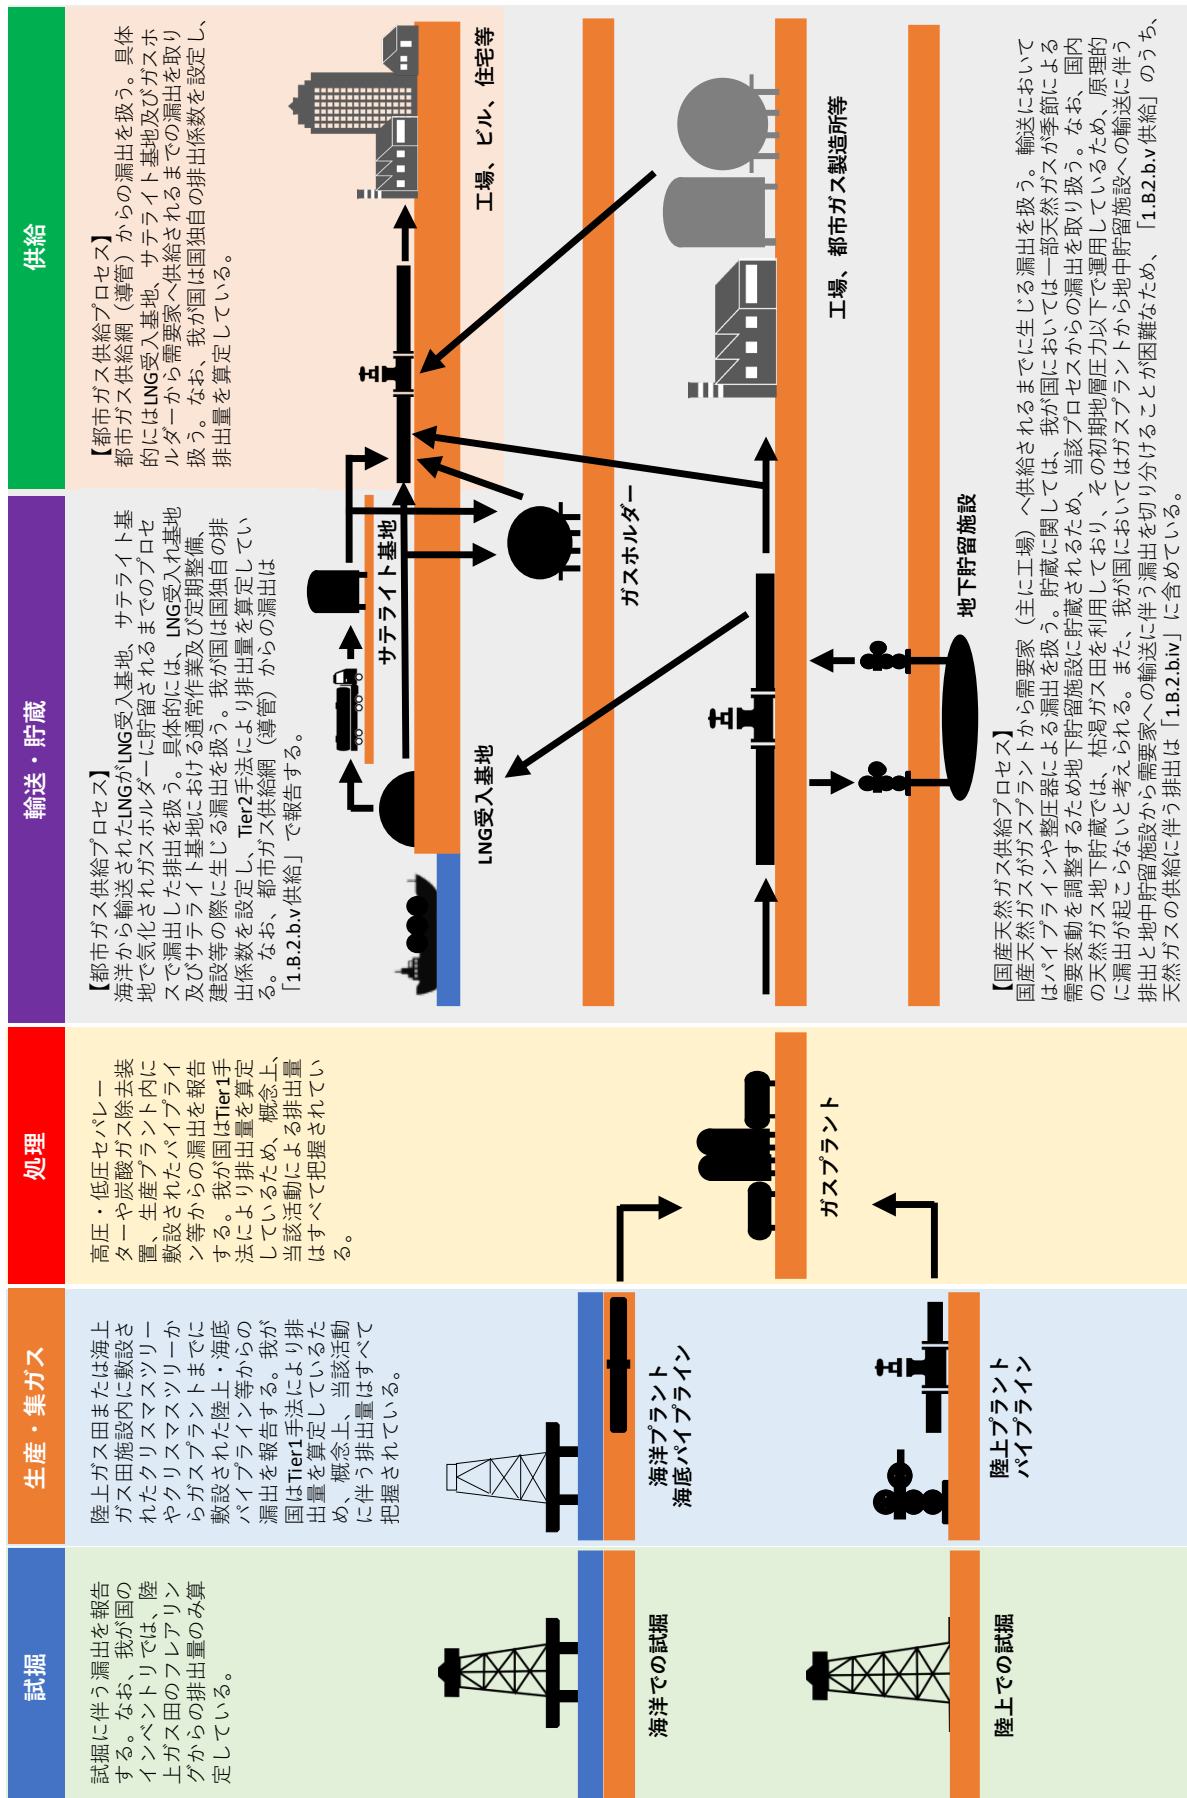 試掘
試掘に伴う漏出を報告
する。なお、我が国の
インベントリでは、陸
上ガス田のフレアリン
グからの排出量のみ算
定している。
海洋での試掘
陸上での試掘
生産・集ガス
陸上ガス田または海上
ガス田施設内に敷設さ
れたクリスマスツリー
やクリスマスツリーか
らガスプラントまでに
敷設された陸上・海底
パイプライン等からの
漏出を報告する。我が
国はTier1手法により排
出量を算定しているた
め、概念上、当該活動
に伴う排出量はすべて
把握されている。
海洋プラント
海底パイプライン
陸上プラント
パイプライン
処理
高圧・低圧セパレー
ターや炭酸ガス除去装
置、生産プラント内に
敷設されたパイプライ
ン等からの漏出を報告
する。我が国はTier1手
法により排出量を算定
しているため、概念上、
当該活動による排出量
はすべて把握されてい
る。
ガスプラント
輸送・貯蔵
【都市ガス供給プロセス】
海洋から輸送されたLNGがLNG受入基地、サテライト基
地で気化されガスホルダーに貯留されるまでのプロセ
スで漏出した排出を扱う。具体的には、LNG受入れ基地
及びサテライト基地における通常作業及び定期整備、
建設等の際に生じる漏出を扱う。我が国は国独自の排
出係数を設定し、Tier2手法により排出量を算定してい
る。なお、都市ガス供給網（導管）からの漏出は
「1.B.2.b.v供給」で報告する。
サテライト基地
LNG受入基地
ガスホルダー
地下貯留施設
供給
【都市ガス供給プロセス】
都市ガス供給網（導管）からの漏出を扱う。具体
的にはLNG受入基地、サテライト基地及びガスホ
ルダーから需要家へ供給されるまでの漏出を取り
扱う。なお、我が国は国独自の排出係数を設定し、
排出量を算定している。
工場、ビル、住宅等
工場、都市ガス製造所等
【国産天然ガス供給プロセス】
国産天然ガスがガスプラントから需要家（主に工場）へ供給されるまでに生じる漏出を扱う。輸送において
はパイプラインや整圧器による漏出を扱う。貯蔵に関しては、我が国においては一部天然ガスが季節による
需要変動を調整するため地下貯留施設に貯蔵されるため、当該プロセスからの漏出を取り扱う。なお、国内
の天然ガス地下貯蔵では、枯渇ガス田を利用しており、その初期地層圧力以下で運用しているため、原理的
に漏出が起こらないと考えられる。また、我が国においてはガスプラントから地中貯留施設への輸送に伴う
排出と地中貯留施設から需要家への輸送に伴う漏出を切り分けることが困難なため、「1.B.2.b.v供給」のうち、
天然ガスの供給に伴う排出は「1.B.2.biv」に含めている。